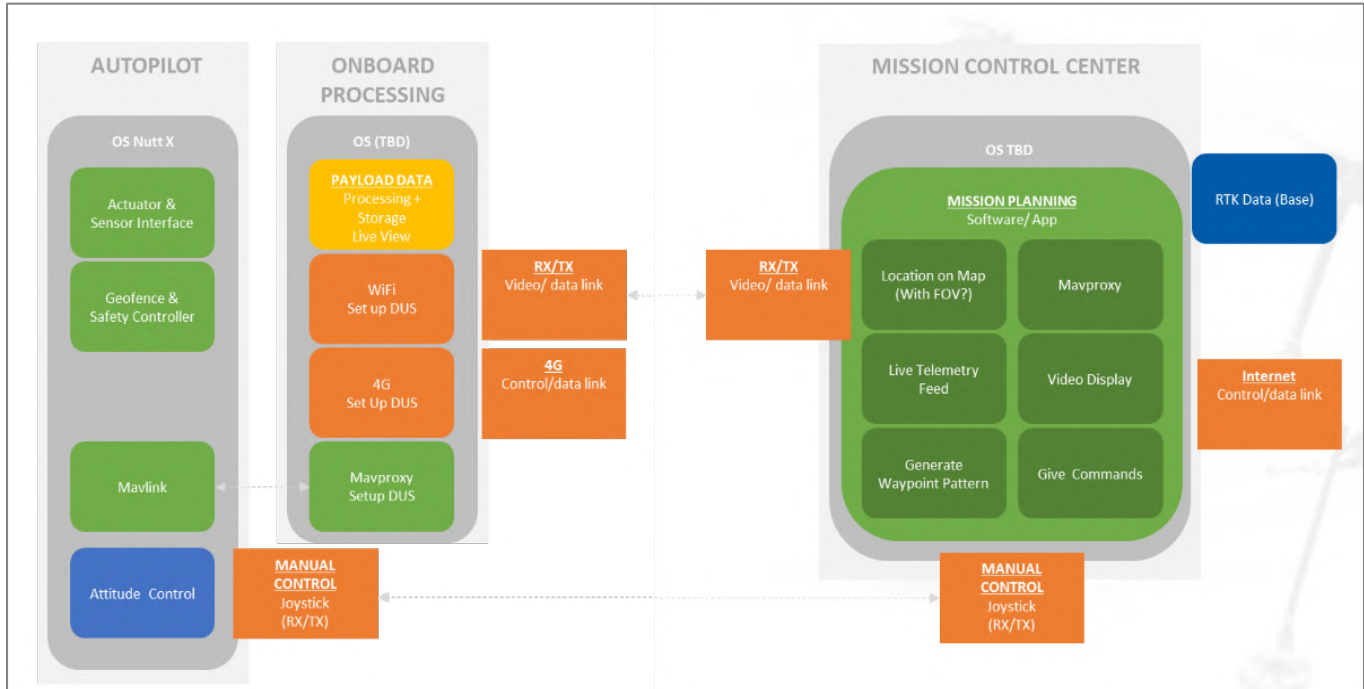 AUTOPILOT
OS Nutt X
Actuator &
Sensor Interface
Geofence &
Safety Controller
Mavlink
Attitude Control
MANUAL
CONTROL
Joystick
(RX/TX)
ONBOARD
PROCESSING
OS (TBD)
PAYLOAD DATA
Processing +
Storage
Live View
WiFi
Set up DUS
4G
Set Up DUS
Mavproxy
Setup DUS
RX/TX
Video/ data link
4G
Control/data link
RX/TX
Video/ data link
MISSION CONTROL CENTER
OS TBD
MISSION PLANNING
Software/ App
Location on Map
(With FOV?)
Mavproxy
Live Telemetry
Feed
Video Display
Generate
Waypoint Pattern
Give Commands
MANUAL
CONTROL
Joystick
(RX/TX)
RTK Data (Base)
Internet
Control/data link